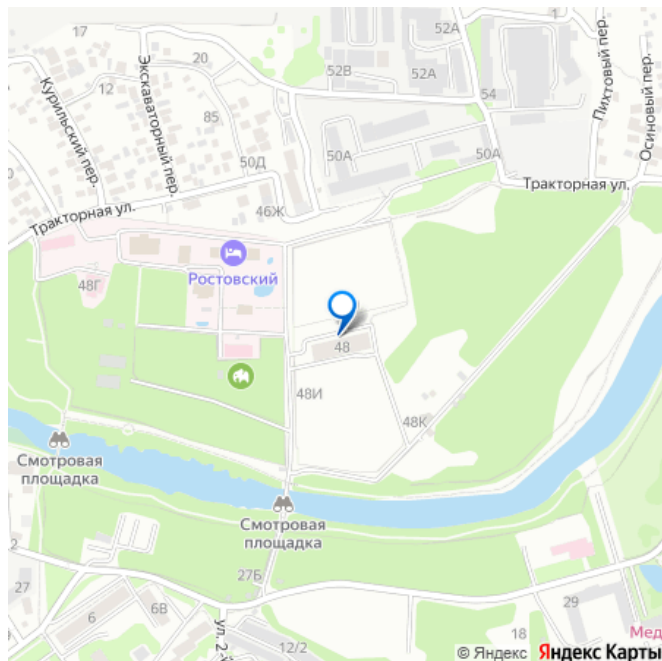 17
20
52А
1
52В
52А
54
Курильский пер.
12
Экскаваторный пер.
85
50Д
50А
50А
Пихтовый пер.
Осиновый пер.
Тракторная ул.
46Ж
Тракторная ул.
48Г
Ростовский
48
48И
48К
Смотровая
площадка
Смотровая
площадка
2
27
6
6В
27Б
ул. 2-я
12/2
18
29
Мед
© Яндекс Яндекс Карты